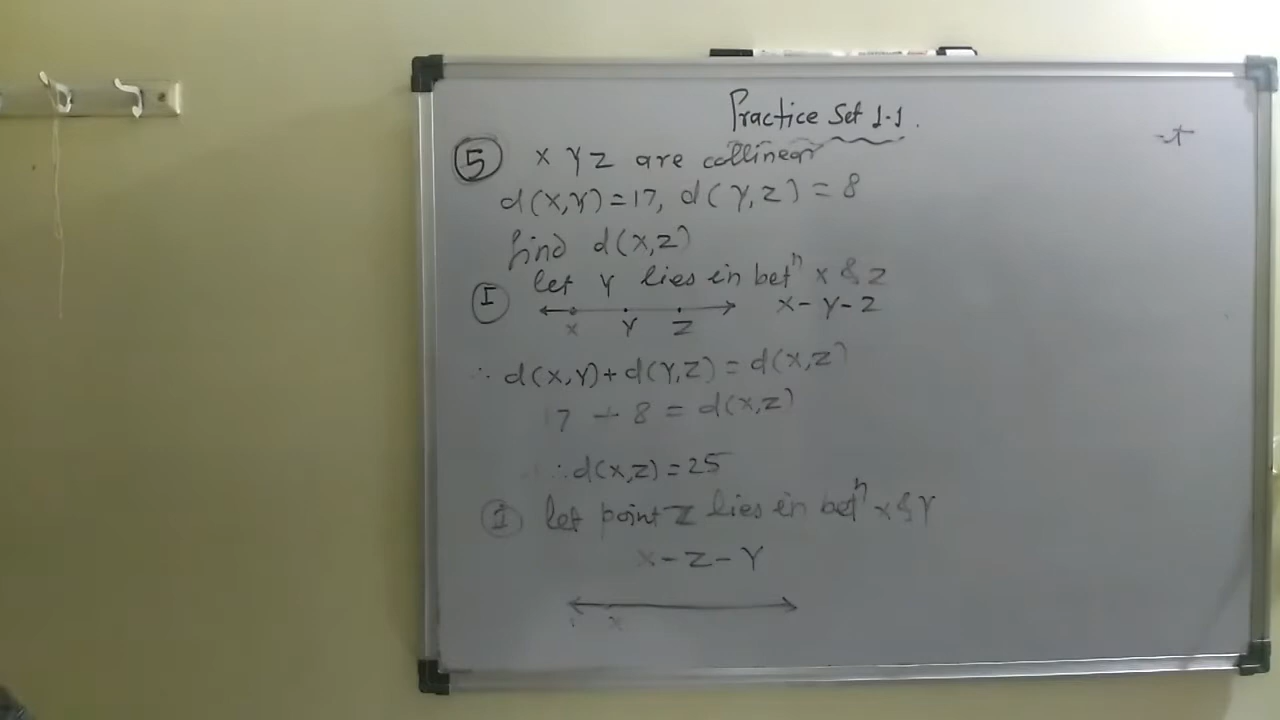 Practice Set 1.1.
5 X Y Z are collinear
d(X,Y)=17, d(Y,Z)=8
find d(X,Z)
I let Y lies in betⁿ X & Z
X-Y-Z
X Y Z
∴ d(X,Y)+d(Y,Z)=d(X,Z)
17 + 8 = d(X,Z)
∴ d(X,Z)=25
let point Z lies in betⁿ X & Y
X-Z-Y
X